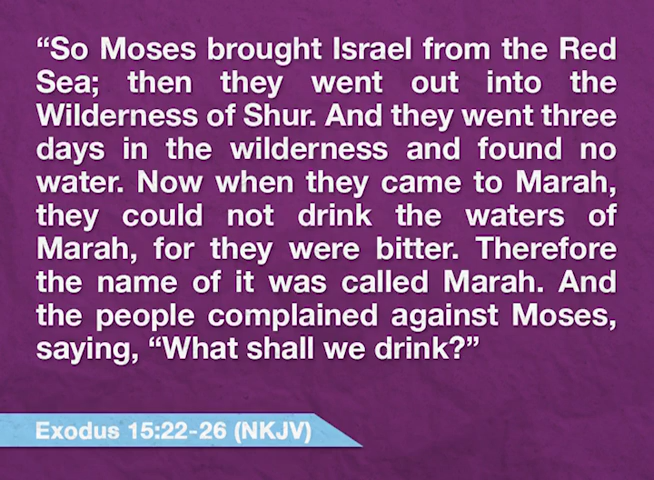 “So Moses brought Israel from the Red
Sea; then they went out into the
Wilderness of Shur. And they went three
days in the wilderness and found no
water. Now when they came to Marah,
they could not drink the waters of
Marah, for they were bitter. Therefore
the name of it was called Marah. And
the people complained against Moses,
saying, “What shall we drink?”
Exodus 15:22-26 (NKJV)